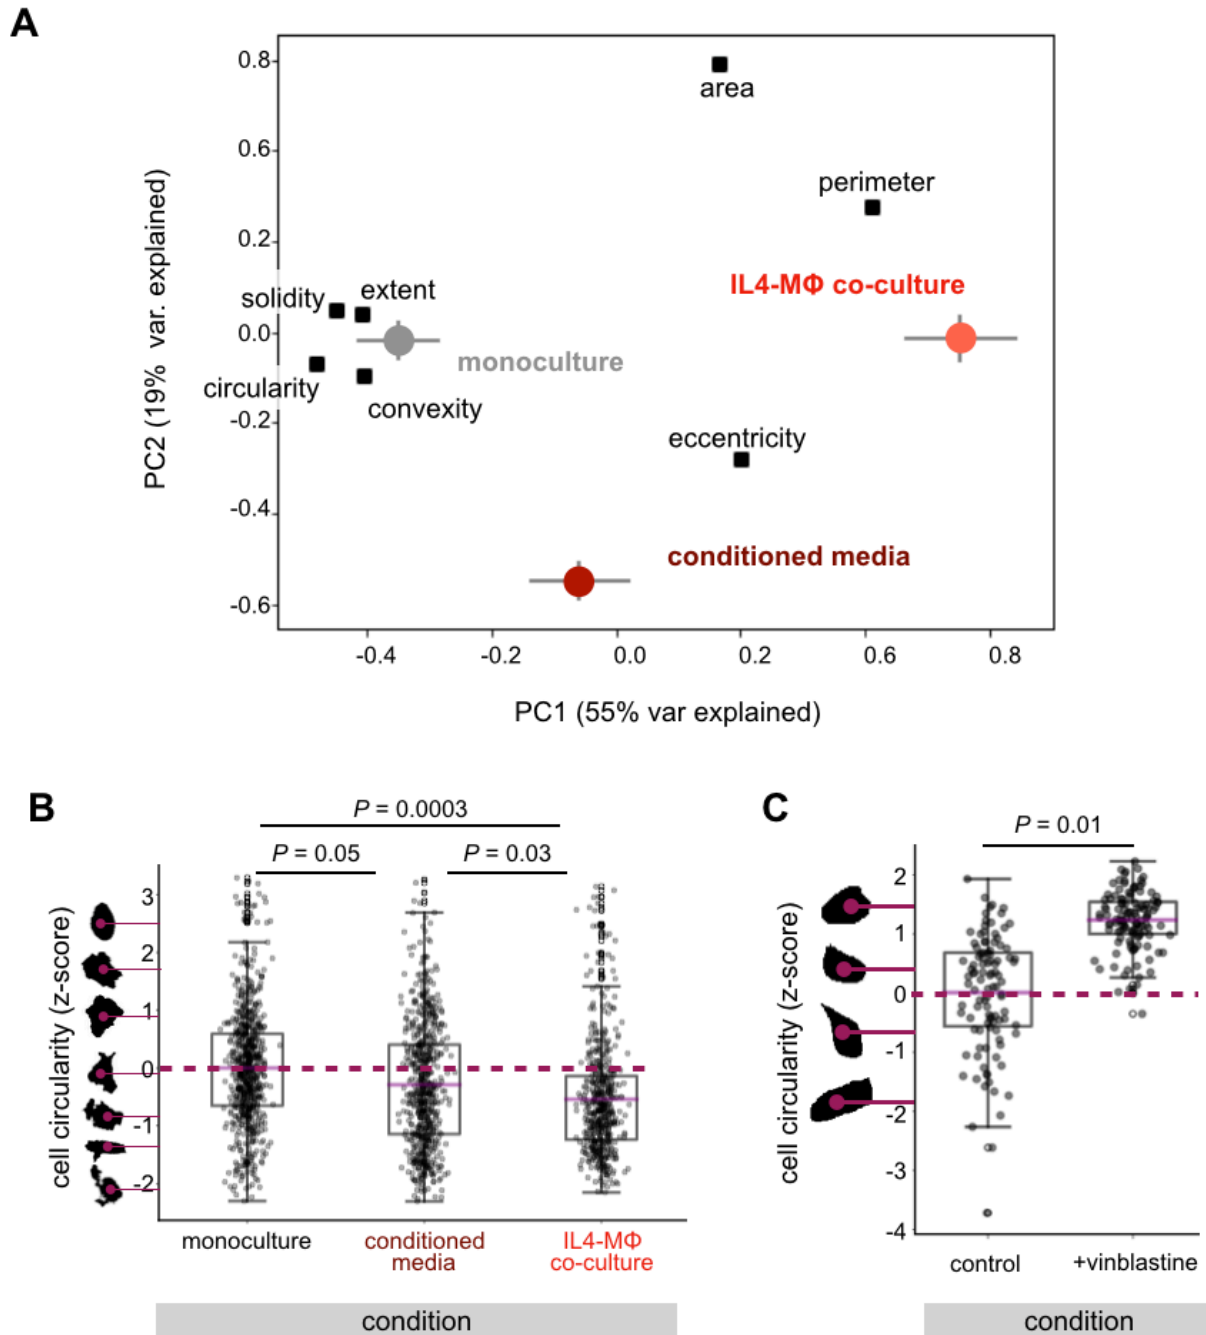 A
0.8
0.6
0.2
0.0
-0.2
-0.4
-0.6
PC2 (19% var. explained)
area
perimeter
IL4-MΦ co-culture
solidity
extent
monoculture
circularity
convexity
eccentricity
conditioned media
-0.4
-0.2
0.0
0.2
0.6
0.8
PC1 (55% var explained)
B
P = 0.0003
P = 0.05
P = 0.03
cell circularity (z-score)
3
2
1
0
-1
-2
monoculture
conditioned
media
IL4-MΦ
co-culture
condition
C
P = 0.01
cell circularity (z-score)
2
1
0
-1
-2
-3
-4
control
+vinblastine
condition